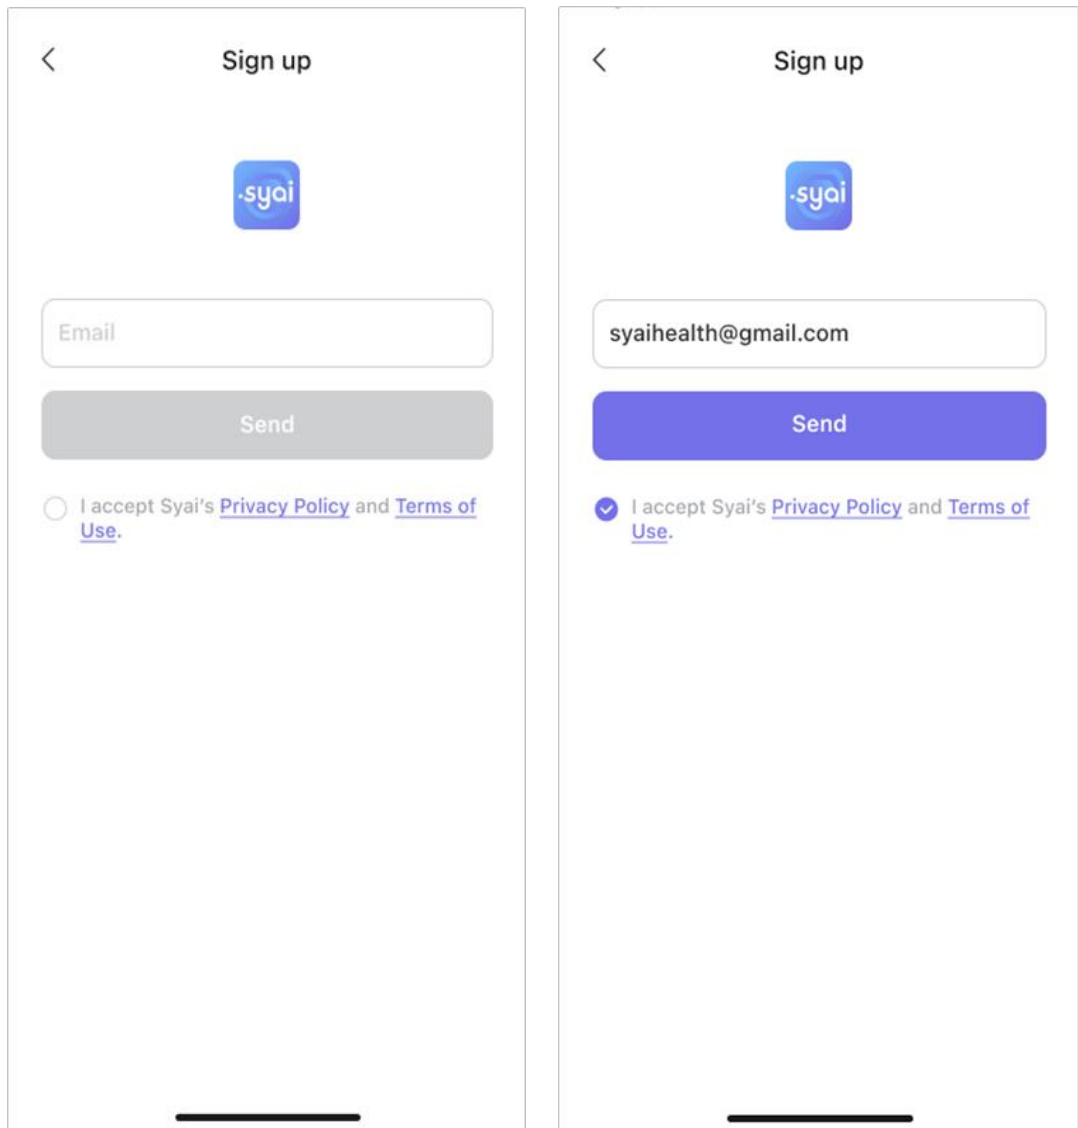 Sign up
.syai
Email
Send
I accept Syai's Privacy Policy and Terms of
Use.
Sign up
.syai
syaihealth@gmail.com
Send
I accept Syai's Privacy Policy and Terms of
Use.